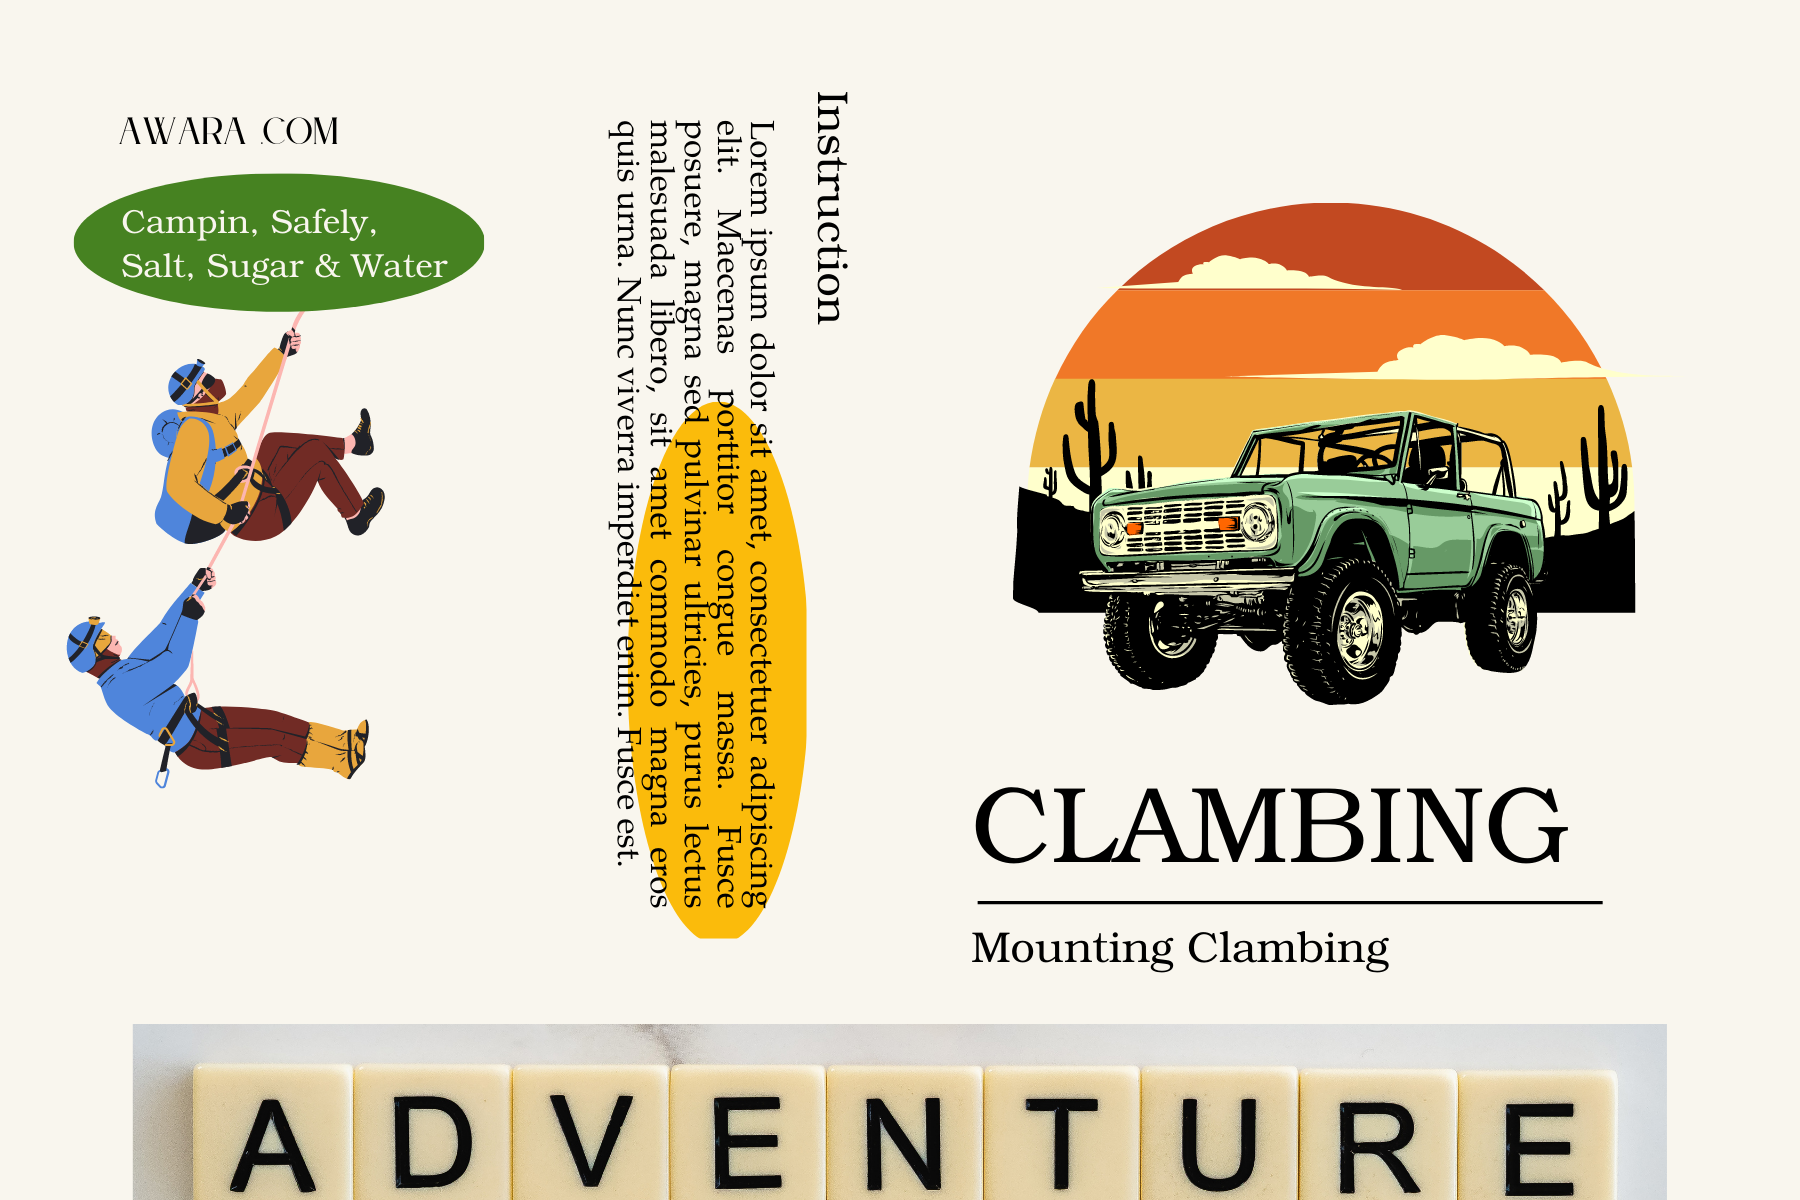 AWARA .COM
Campin, Safely,
Salt, Sugar & Water
Instruction
Lorem ipsum dolor sit amet, consectetuer adipiscing
elit. Maecenas porttitor congue massa. Fusce
posuere, magna sed pulvinar ultricies, purus lectus
malesuada libero, sit amet commodo magna eros
quis urna. Nunc viverra imperdiet enim. Fusce est.
CLAMBING
Mounting Clambing
ADVENTURE